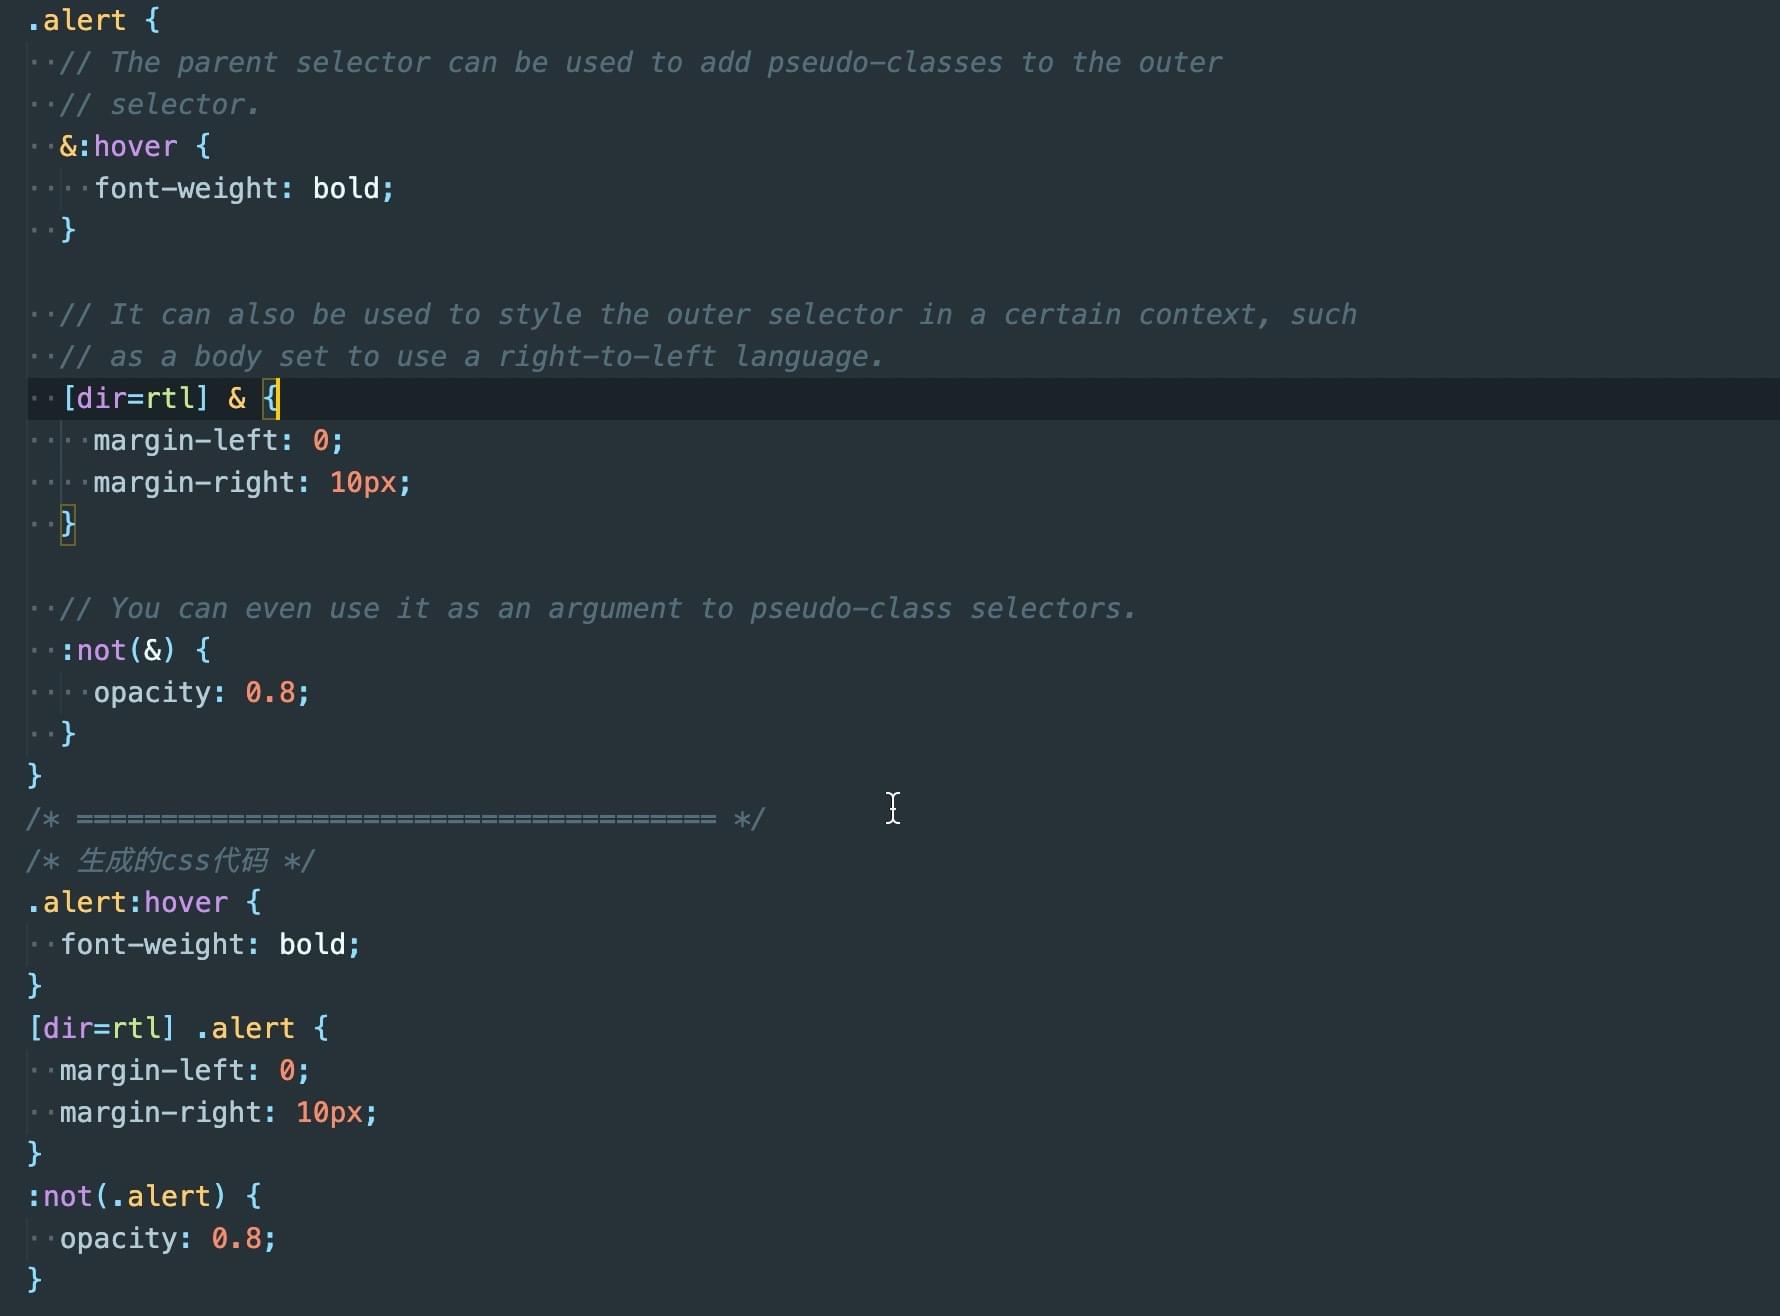 .alert {
  // The parent selector can be used to add pseudo-classes to the outer
  // selector.
  &:hover {
    font-weight: bold;
  }

  // It can also be used to style the outer selector in a certain context, such
  // as a body set to use a right-to-left language.
  [dir=rtl] & {
    margin-left: 0;
    margin-right: 10px;
  }

  // You can even use it as an argument to pseudo-class selectors.
  :not(&) {
    opacity: 0.8;
  }
}
/* ====================================== */
/* 生成的css代码 */
.alert:hover {
  font-weight: bold;
}
[dir=rtl] .alert {
  margin-left: 0;
  margin-right: 10px;
}
:not(.alert) {
  opacity: 0.8;
}